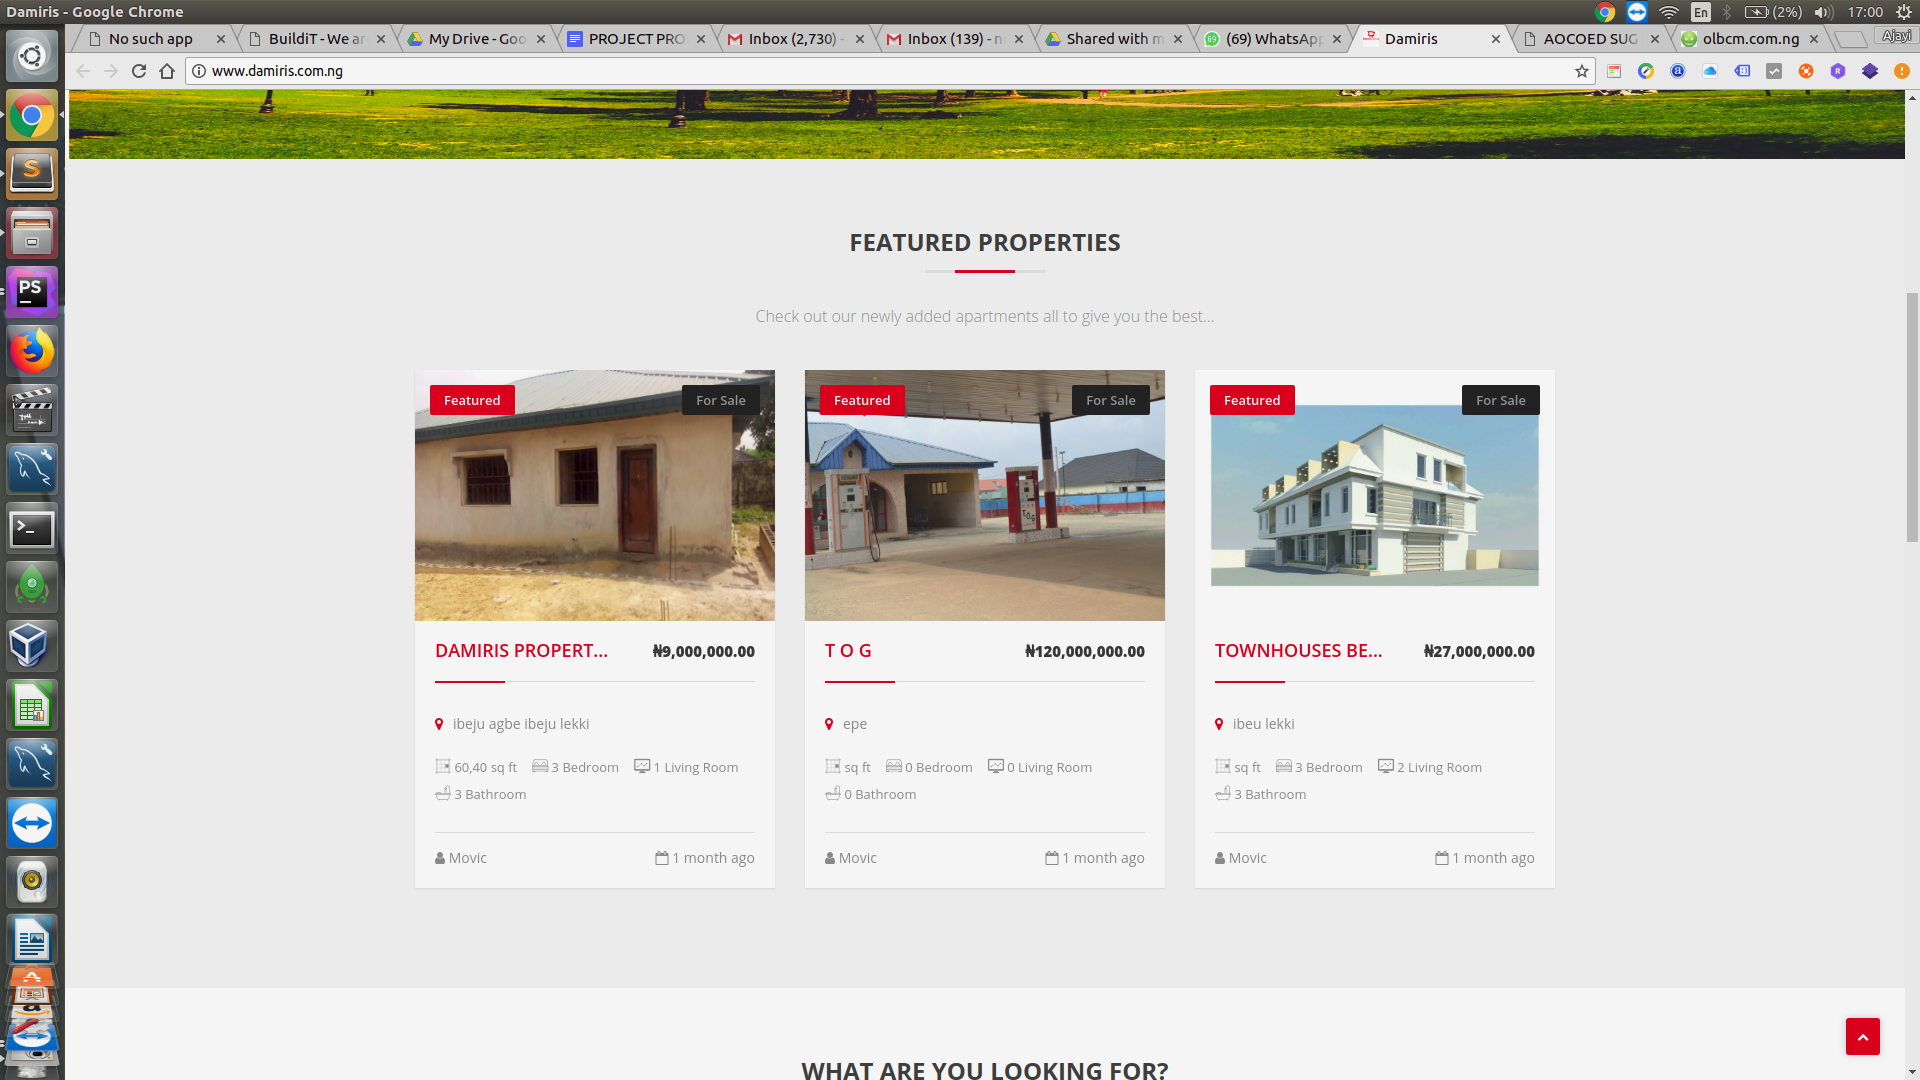 Damiris - Google Chrome
En
(2%)
17:00
No such app
BuildiT - We ar
My Drive - Goo
PROJECT PRO
Inbox (2,730) -
Inbox (139) - n
Shared with m
(69) WhatsApp
Damiris
AOCOED SUG
olbcm.com.ng
Ajayi
www.damiris.com.ng
FEATURED PROPERTIES
Check out our newly added apartments all to give you the best...
Featured
For Sale
Featured
For Sale
Featured
For Sale
TOG
DAMIRIS PROPERT...
₦9,000,000.00
T O G
₦120,000,000.00
TOWNHOUSES BE...
₦27,000,000.00
ibeju agbe ibeju lekki
epe
ibeu lekki
60,40 sq ft 3 Bedroom 1 Living Room
3 Bathroom
sq ft 0 Bedroom 0 Living Room
0 Bathroom
sq ft 3 Bedroom 2 Living Room
3 Bathroom
Movic
1 month ago
Movic
1 month ago
Movic
1 month ago
WHAT ARE YOU LOOKING FOR?
PS